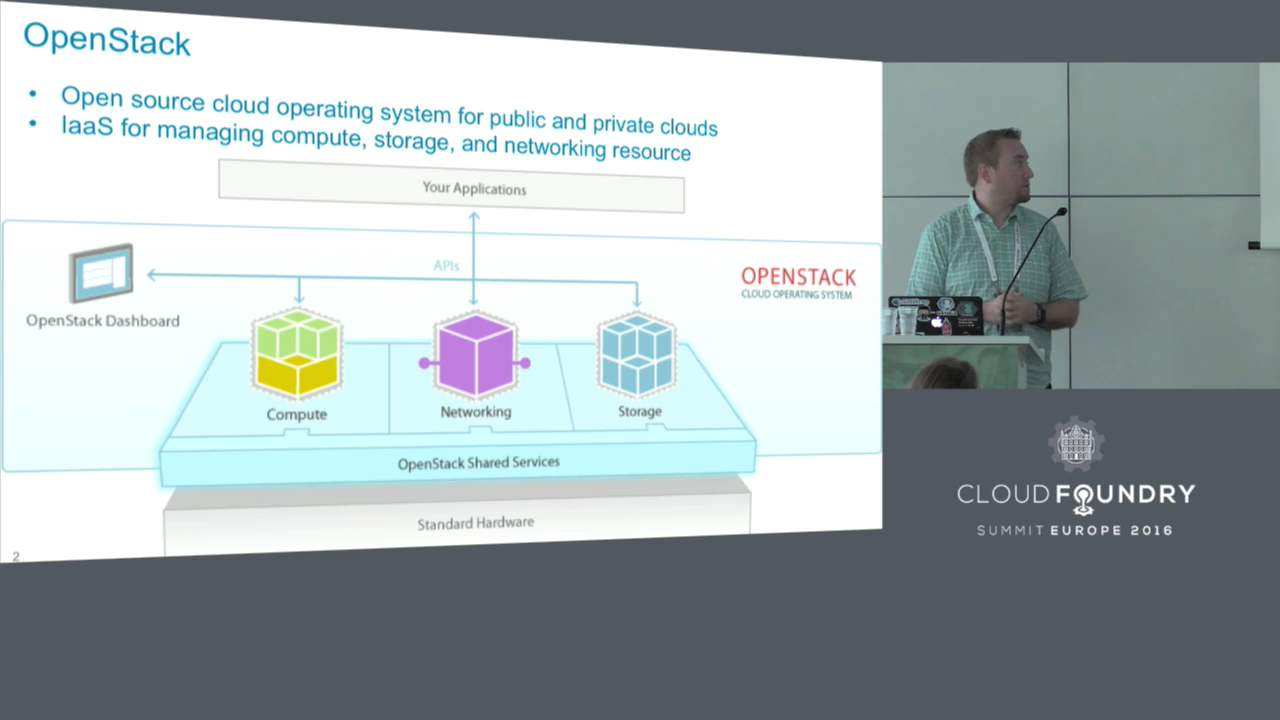 OpenStack
• Open source cloud operating system for public and private clouds
• IaaS for managing compute, storage, and networking resource
Your Applications
APIs
OPENSTACK
CLOUD OPERATING SYSTEM
OpenStack Dashboard
Compute
Networking
Storage
OpenStack Shared Services
Standard Hardware
2
CLOUD FOUNDRY
SUMMIT EUROPE 2016